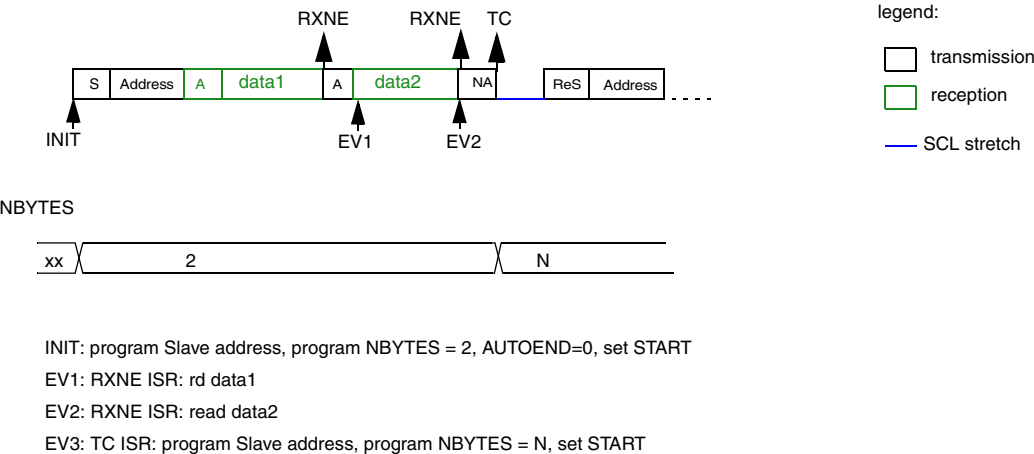 RXNE RXNE TC
legend:
S Address A data1 A data2 NA ReS Address
transmission
reception
INIT EV1 EV2
SCL stretch
NBYTES
xx 2 N
INIT: program Slave address, program NBYTES = 2, AUTOEND=0, set START
EV1: RXNE ISR: rd data1
EV2: RXNE ISR: read data2
EV3: TC ISR: program Slave address, program NBYTES = N, set START